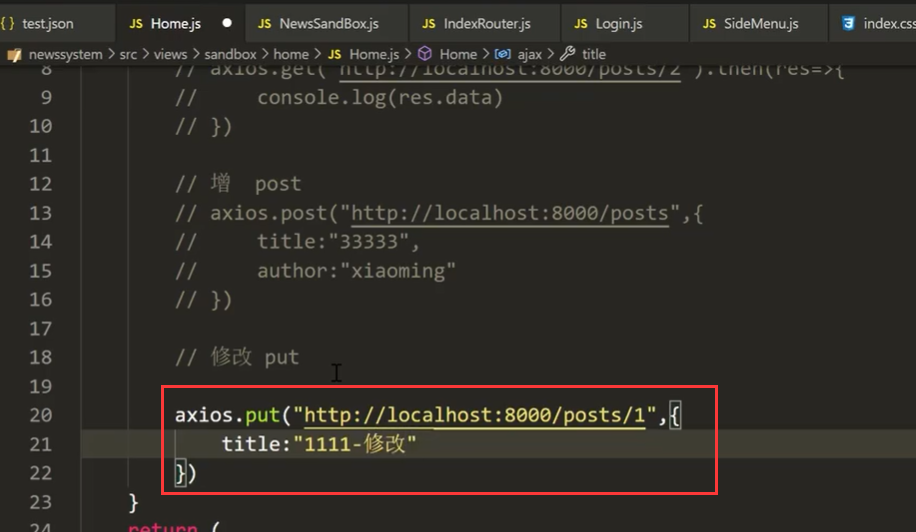 {} test.json JS Home.js ● JS NewsSandBox.js JS IndexRouter.js JS Login.js JS SideMenu.js index.css
newssystem > src > views > sandbox > home > JS Home.js > Home > ajax > title
8 // axios.get("http://localhost:8000/posts/2").then(res=>{
9 //     console.log(res.data)
10 // })
11
12 // 增  post
13 // axios.post("http://localhost:8000/posts",{
14 //     title:"33333",
15 //     author:"xiaoming"
16 // })
17
18 // 修改 put
19
20 axios.put("http://localhost:8000/posts/1",{
21     title:"1111-修改"
22 })
23 }
24 return (